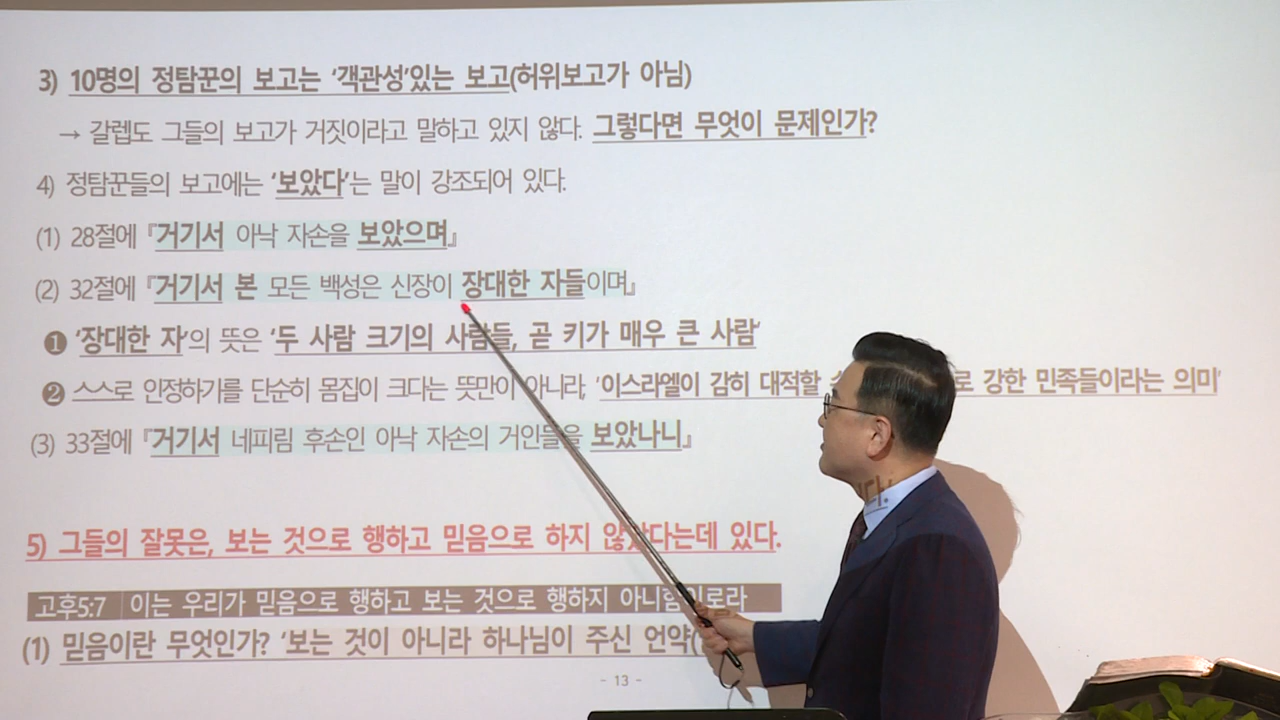 3) 10명의 정탐꾼의 보고는 ‘객관성’있는 보고(허위보고가 아님)
→ 갈렙도 그들의 보고가 거짓이라고 말하고 있지 않다. 그렇다면 무엇이 문제인가?
4) 정탐꾼들의 보고에는 ‘보았다’는 말이 강조되어 있다.
(1) 28절에 『거기서 아낙 자손을 보았으며』
(2) 32절에 『거기서 본 모든 백성은 신장이 장대한 자들이며』
❶ ‘장대한 자’의 뜻은 ‘두 사람 크기의 사람들, 곧 키가 매우 큰 사람’
❷ 스스로 인정하기를 단순히 몸집이 크다는 뜻만이 아니라, ‘이스라엘이 감히 대적할 로 강한 민족들이라는 의미’
(3) 33절에 『거기서 네피림 후손인 아낙 자손의 거인들을 보았나니』
5) 그들의 잘못은, 보는 것으로 행하고 믿음으로 하지 않았다는데 있다.
고후5:7 이는 우리가 믿음으로 행하고 보는 것으로 행하지 아니함이로라
(1) 믿음이란 무엇인가? ‘보는 것이 아니라 하나님이 주신 언약(
다’.
- 13 -